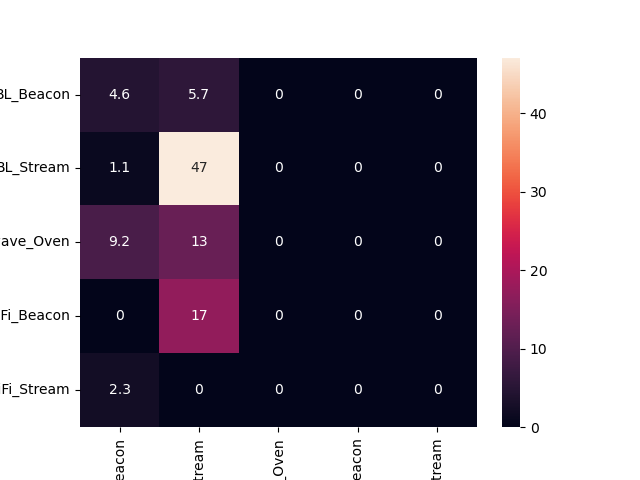 BL_Beacon 4.6 5.7 0 0 0
BL_Stream 1.1 47 0 0 0
ave_Oven 9.2 13 0 0 0
Fi_Beacon 0 17 0 0 0
Fi_Stream 2.3 0 0 0 0
eacon
tream
_Oven
eacon
tream
40
30
20
10
0